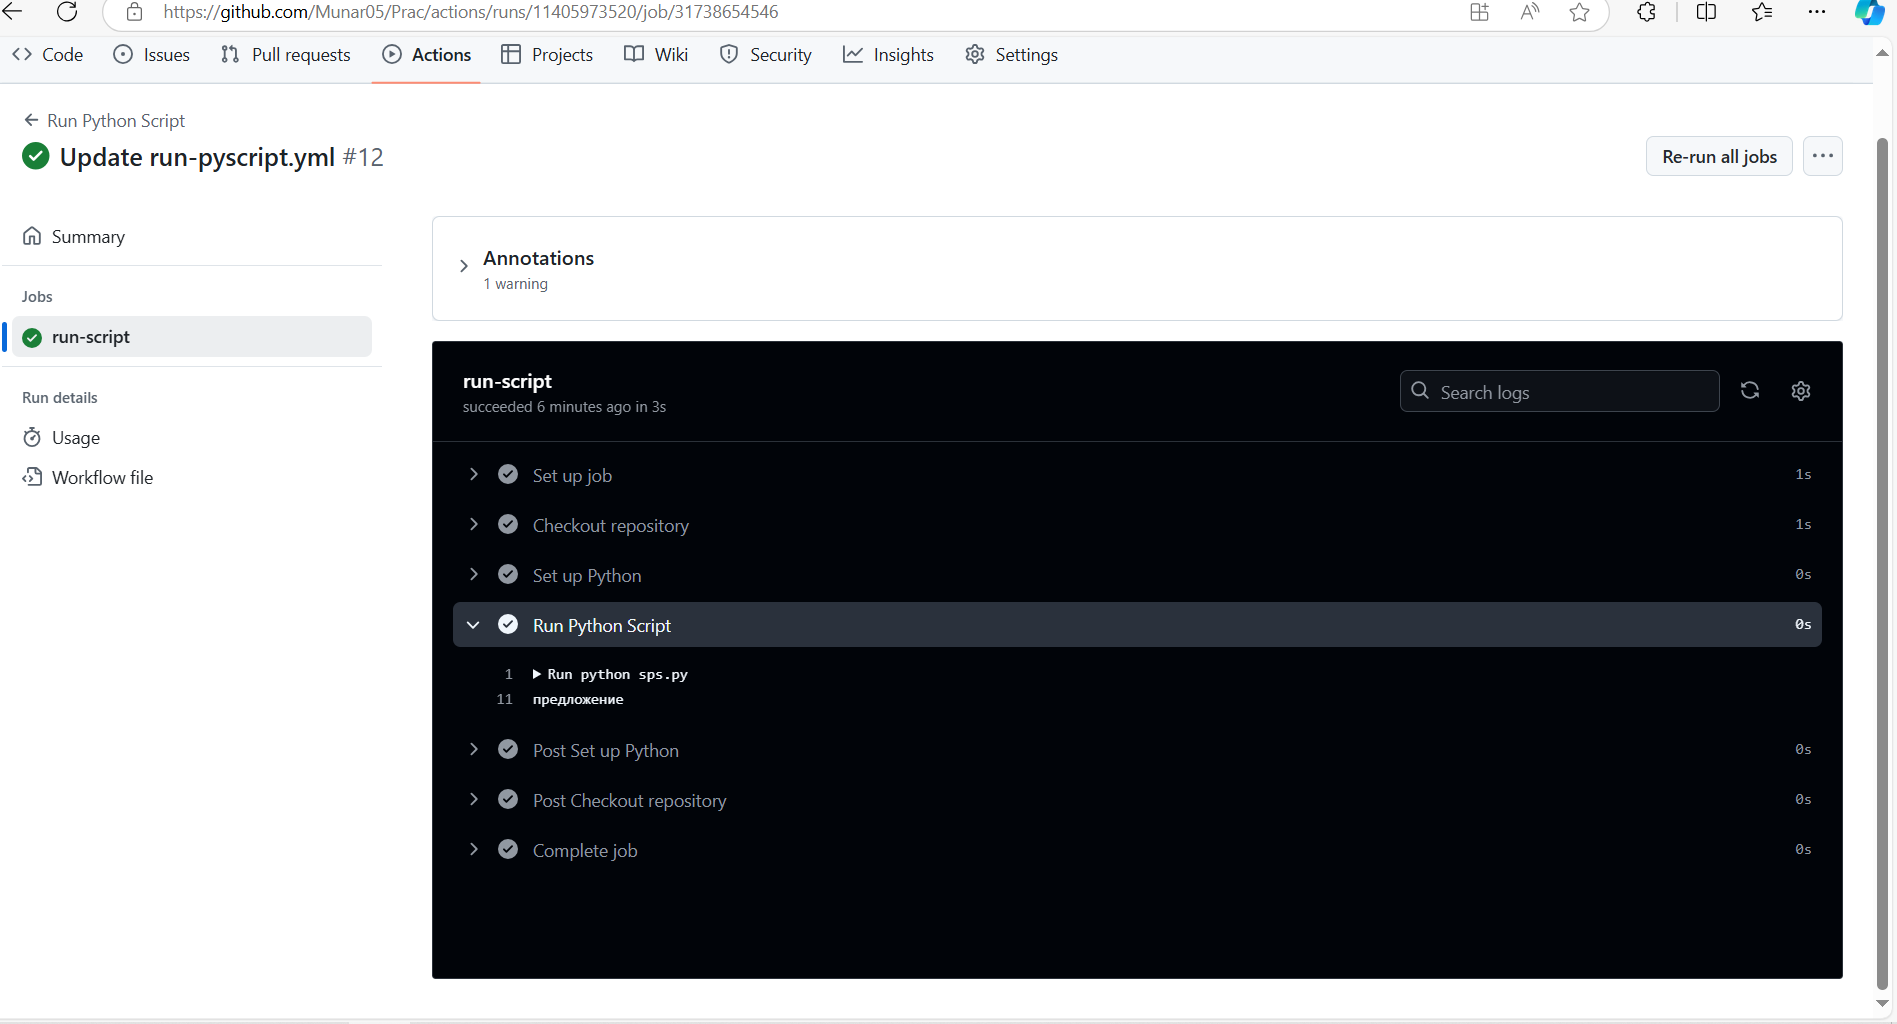 https://github.com/Munar05/Prac/actions/runs/11405973520/job/31738654546
Code Issues Pull requests Actions Projects Wiki Security Insights Settings
Run Python Script
Update run-pyscript.yml #12
Re-run all jobs
Summary
Jobs
run-script
Run details
Usage
Workflow file
Annotations
1 warning
run-script
succeeded 6 minutes ago in 3s
Search logs
Set up job 1s
Checkout repository 1s
Set up Python 0s
Run Python Script 0s
1 Run python sps.py
11 предложение
Post Set up Python 0s
Post Checkout repository 0s
Complete job 0s